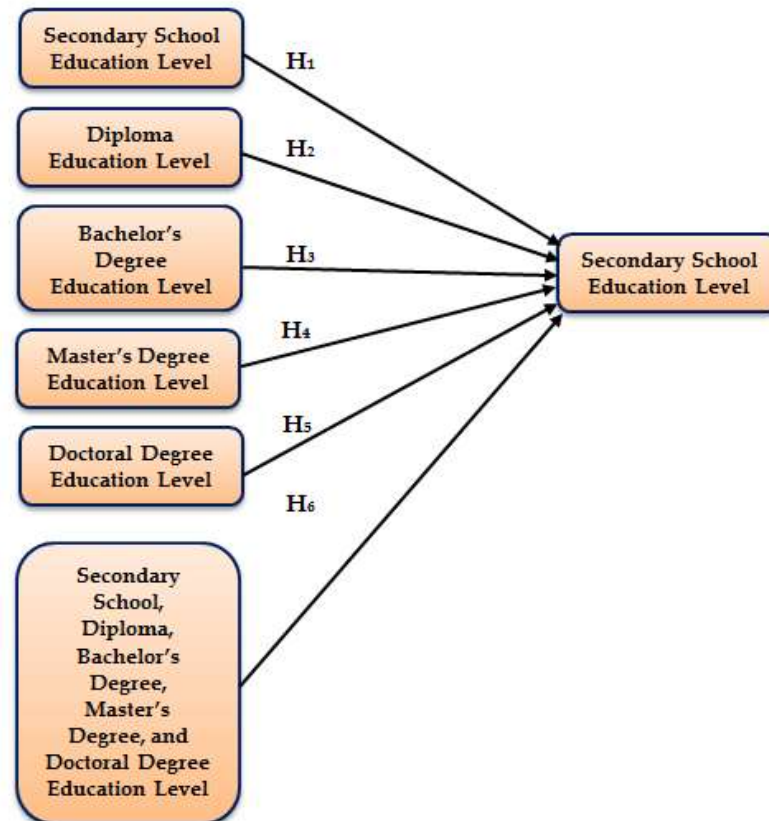 Secondary School
Education Level
H₁
Diploma
Education Level
H₂
Bachelor's
Degree
Education Level
H₃
Secondary School
Education Level
Master's Degree
Education Level
H₄
Doctoral Degree
Education Level
H₅
H₆
Secondary
School,
Diploma,
Bachelor's
Degree,
Master's
Degree, and
Doctoral Degree
Education Level